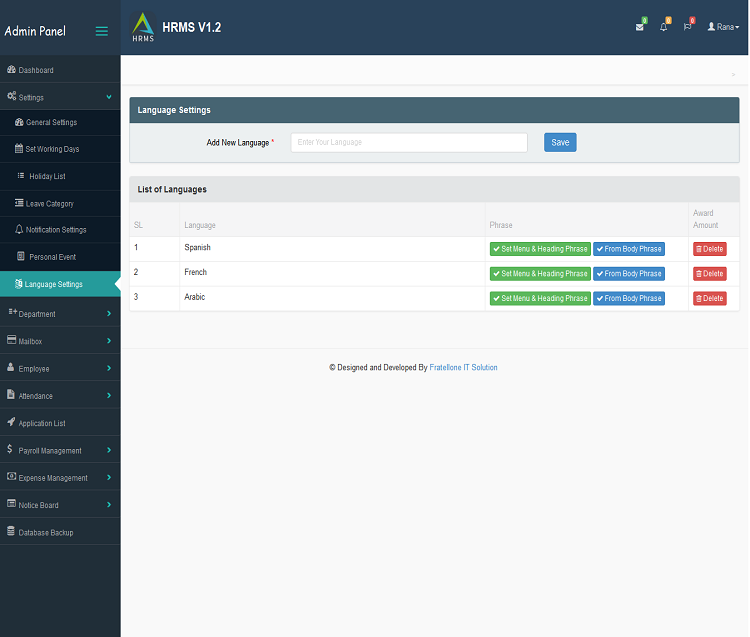 Admin Panel
HRMS
HRMS V1.2
0
0
0
Rana
Dashboard
Settings
General Settings
Set Working Days
Holiday List
Leave Category
Notification Settings
Personal Event
Language Settings
Department
Mailbox
Employee
Attendance
Application List
Payroll Management
Expense Management
Notice Board
Database Backup
Language Settings
Add New Language *
Enter Your Language
Save
List of Languages
SL Language Phrase Award Amount
1 Spanish Set Menu & Heading Phrase From Body Phrase Delete
2 French Set Menu & Heading Phrase From Body Phrase Delete
3 Arabic Set Menu & Heading Phrase From Body Phrase Delete
© Designed and Developed By Fratellone IT Solution